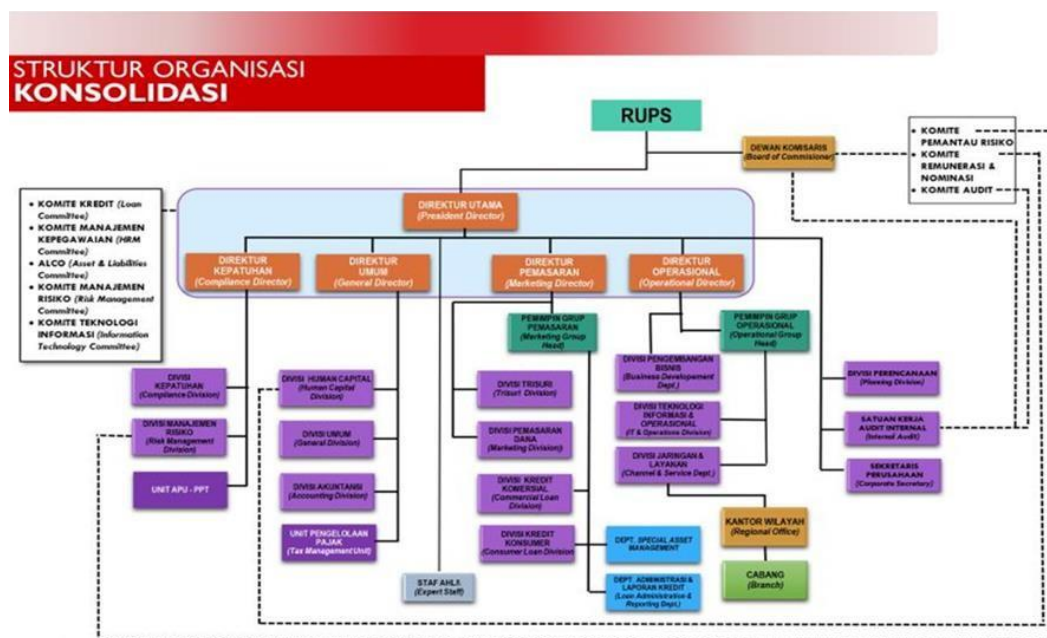 STRUKTUR ORGANISASI
KONSOLIDASI
RUPS
DEWAN KOMISARIS
(Board of Commisioner)
• KOMITE
PEMANTAU RISIKO
• KOMITE
REMUNERASI &
NOMINASI
• KOMITE AUDIT
• KOMITE KREDIT (Loan
Committee)
• KOMITE MANAJEMEN
KEPEGAWAIAN (HRM
Committee)
• ALCO (Asset & Liabilities
Committee)
• KOMITE MANAJEMEN
RISIKO (Risk Management
Committee)
• KOMITE TEKNOLOGI
INFORMASI (Information
Technology Committee)
DIREKTUR UTAMA
(President Director)
DIREKTUR
KEPATUHAN
(Compliance Director)
DIREKTUR
UMUM
(General Director)
DIREKTUR
PEMASARAN
(Marketing Director)
DIREKTUR OPERASIONAL
(Operational Director)
PEMIMPIN GRUP
PEMASARAN
(Marketing Group
Head)
PEMIMPIN GRUP
OPERASIONAL
(Operational Group
Head)
DIVISI
KEPATUHAN
(Compliance Division)
DIVISI MANAJEMEN
RISIKO
(Risk Management
Division)
UNIT APU - PPT
DIVISI HUMAN CAPITAL
(Human Capital
Division)
DIVISI UMUM
(General Division)
DIVISI AKUNTANSI
(Accounting Division)
UNIT PENGELOLAAN
PAJAK
(Tax Management Unit)
STAF AHLI
(Expert Staff)
DIVISI TRISURI
(Trisuri Division)
DIVISI PEMASARAN
DANA
(Marketing Division)
DIVISI KREDIT
KOMERSIAL
(Commercial Loan
Division)
DIVISI KREDIT
KONSUMER
(Consumer Loan Division)
DEPT. SPECIAL ASSET
MANAGEMENT
DEPT. ADMINISTRASI &
LAPORAN KREDIT
(Loan Administration &
Reporting Dept.)
DIVISI PENGEMBANGAN
BISNIS
(Business Developement
Dept.)
DIVISI TEKNOLOGI
INFORMASI &
OPERASIONAL
(IT & Operations Division)
DIVISI JARINGAN &
LAYANAN
(Channel & Service Dept.)
KANTOR WILAYAH
(Regional Office)
CABANG
(Branch)
DIVISI PERENCANAAN
(Planning Division)
SATUAN KERJA
AUDIT INTERNAL
(Internal Audit)
SEKRETARIS
PERUSAHAAN
(Corporate Secretary)